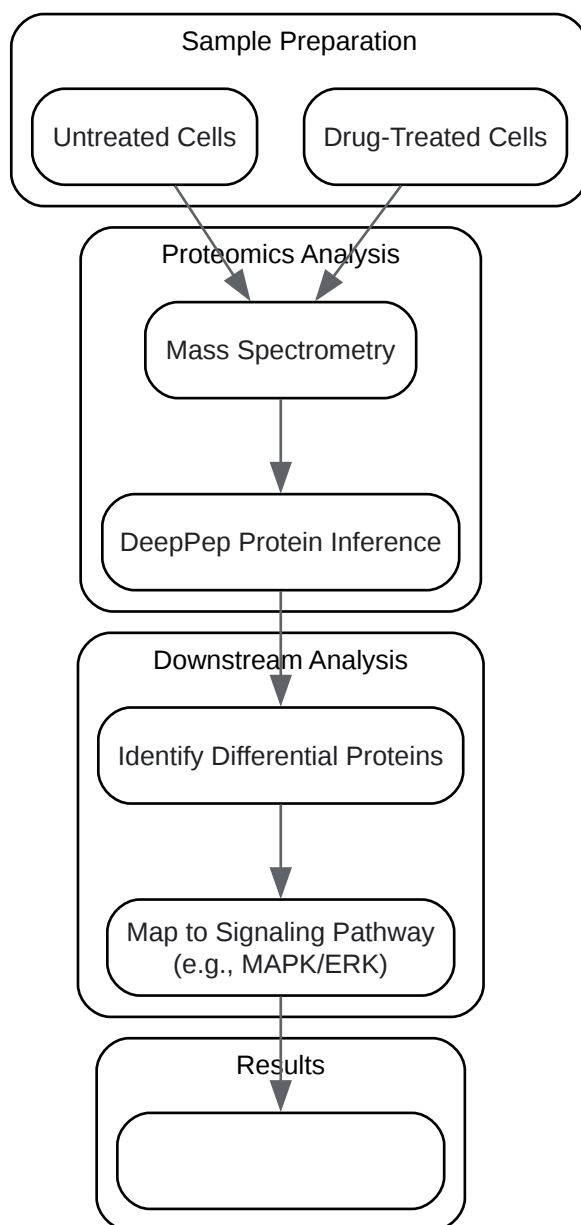 Sample Preparation
Untreated Cells
Drug-Treated Cells
Proteomics Analysis
Mass Spectrometry
DeepPep Protein Inference
Downstream Analysis
Identify Differential Proteins
Map to Signaling Pathway
(e.g., MAPK/ERK)
Results